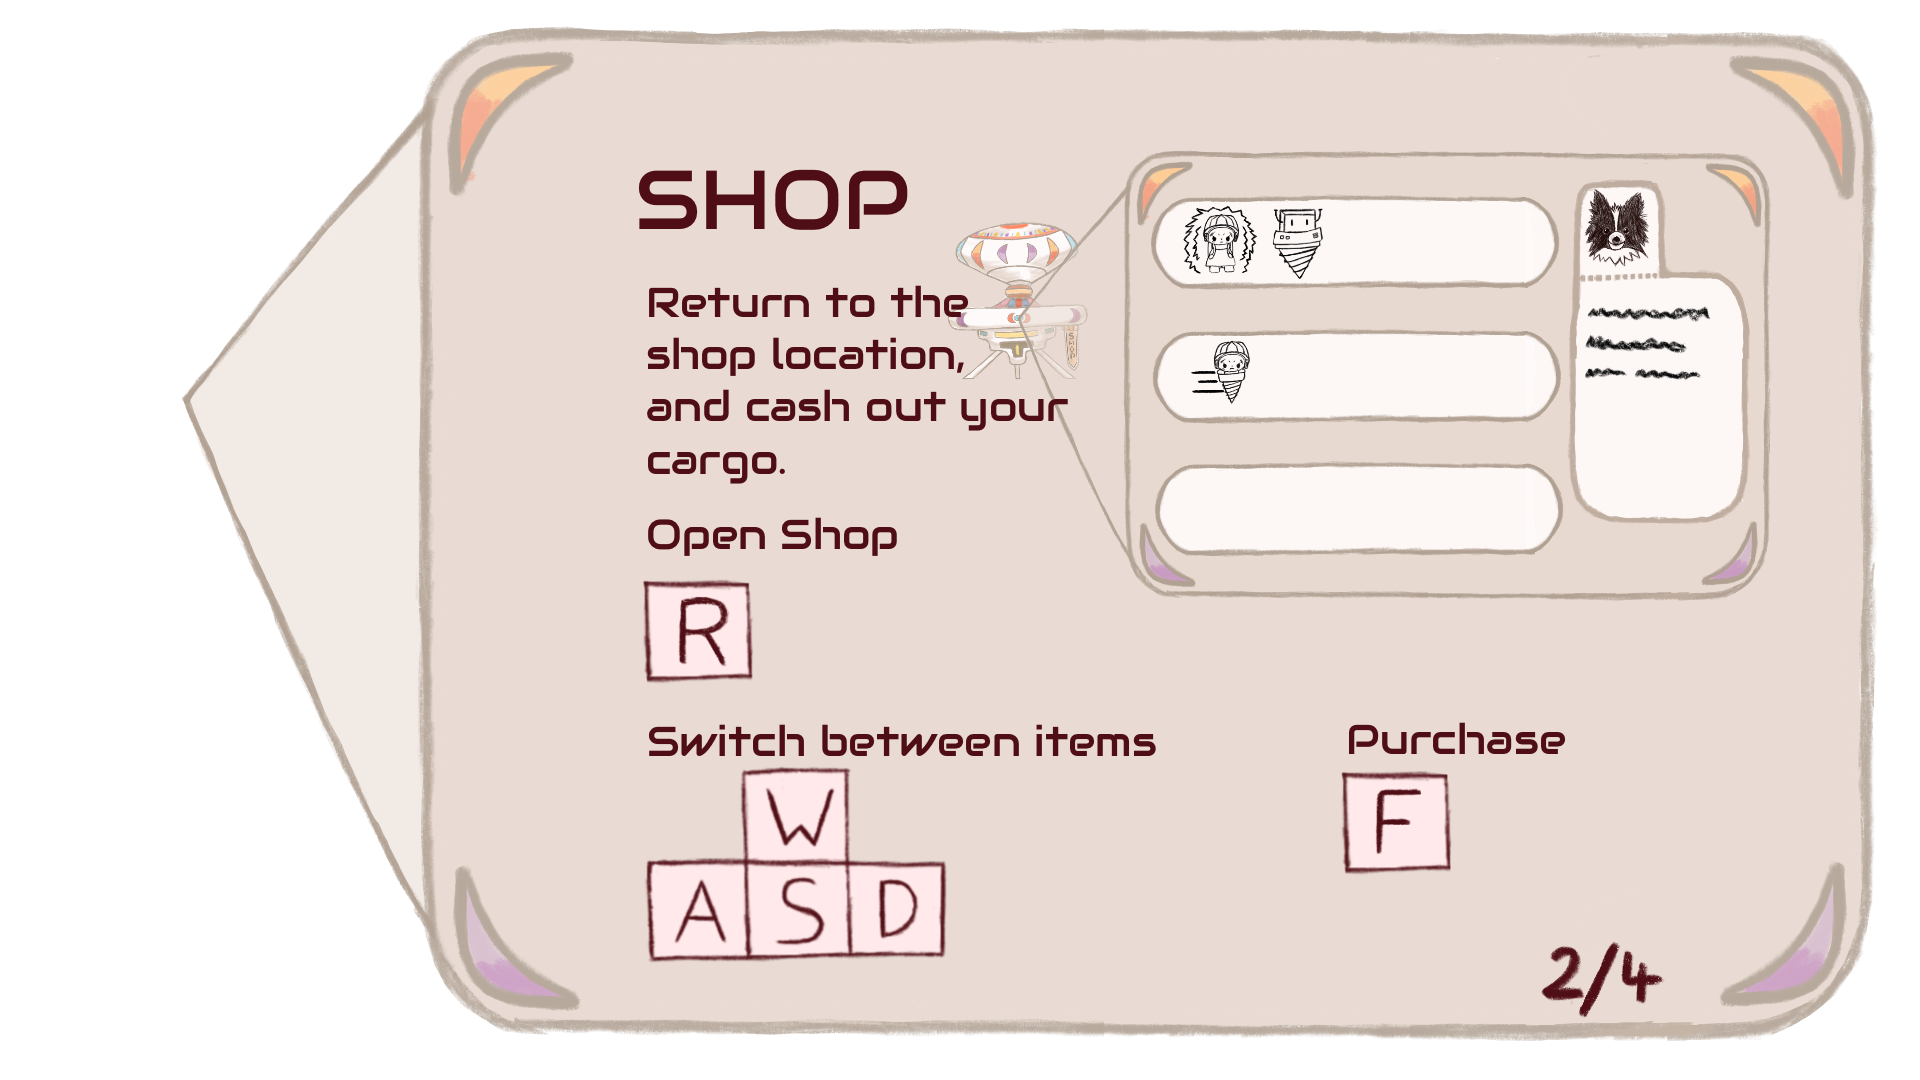 SHOP
Return to the
shop location,
and cash out your
cargo.
SHOP
Open Shop
R
Switch between items
Purchase
W
F
A S D
2/4